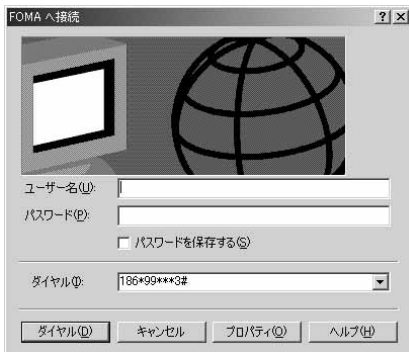 FOMA へ接続
ユーザー名(U):
パスワード(P):
パスワードを保存する(S)
ダイヤル(I):
186*99***3#
ダイヤル(D) キャンセル プロパティ(O) ヘルプ(H)